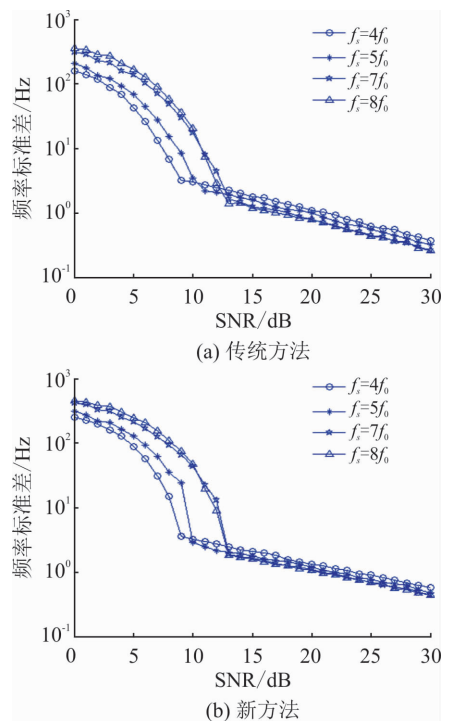 频率标准差/Hz
10³
10²
10¹
10⁰
10⁻¹
0 5 10 15 20 25 30
SNR/dB
fₛ=4f₀
fₛ=5f₀
fₛ=7f₀
fₛ=8f₀
(a) 传统方法
频率标准差/Hz
10³
10²
10¹
10⁰
10⁻¹
0 5 10 15 20 25 30
SNR/dB
fₛ=4f₀
fₛ=5f₀
fₛ=7f₀
fₛ=8f₀
(b) 新方法